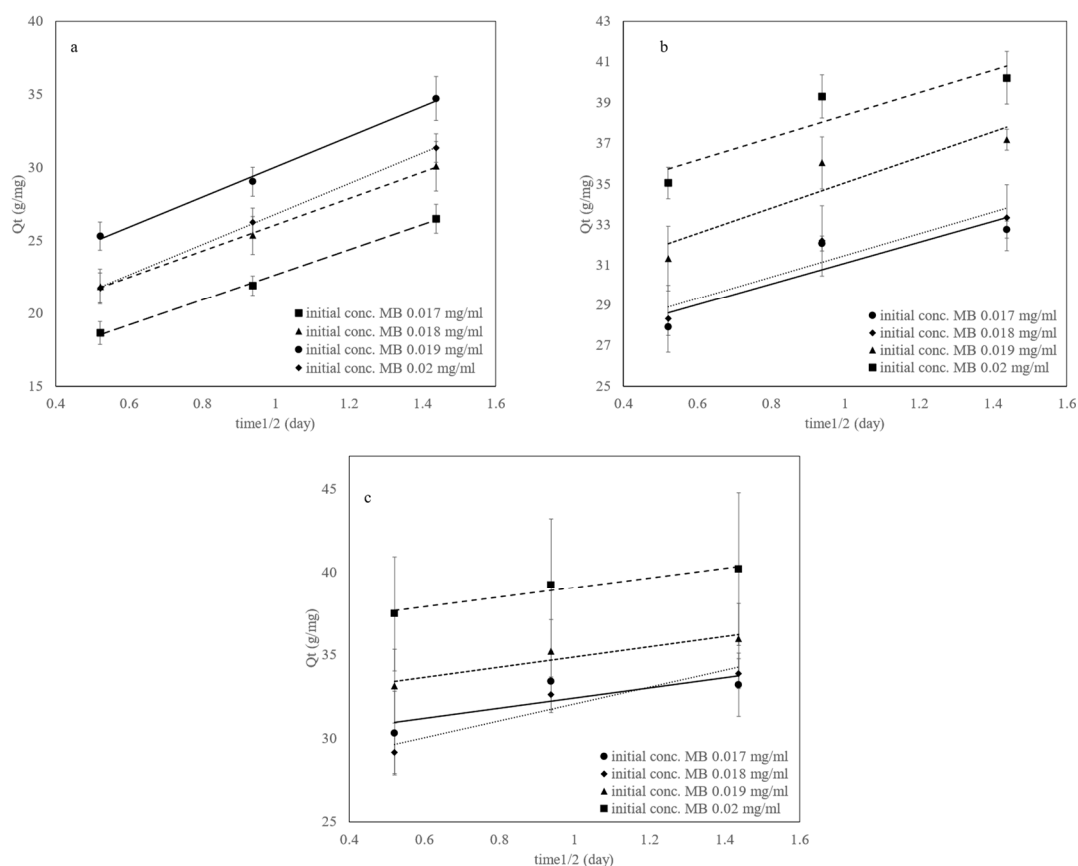 a
40
35
30
25
20
15
Qt (g/mg)
0.4 0.6 0.8 1 1.2 1.4 1.6
time1/2 (day)
initial conc. MB 0.017 mg/ml
initial conc. MB 0.018 mg/ml
initial conc. MB 0.019 mg/ml
initial conc. MB 0.02 mg/ml
b
43
41
39
37
35
33
31
29
27
25
Qt (g/mg)
0.4 0.6 0.8 1 1.2 1.4 1.6
time1/2 (day)
initial conc. MB 0.017 mg/ml
initial conc. MB 0.018 mg/ml
initial conc. MB 0.019 mg/ml
initial conc. MB 0.02 mg/ml
c
45
40
35
30
25
Qt (g/mg)
0.4 0.6 0.8 1 1.2 1.4 1.6
time1/2 (day)
initial conc. MB 0.017 mg/ml
initial conc. MB 0.018 mg/ml
initial conc. MB 0.019 mg/ml
initial conc. MB 0.02 mg/ml